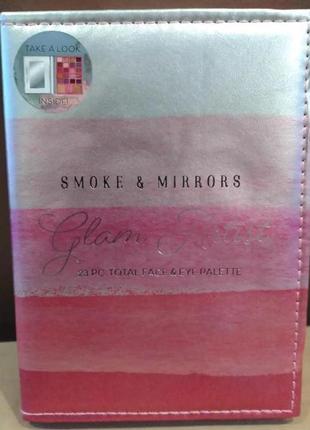 TAKE A LOOK
INSIDE!
SMOKE & MIRRORS
Glam
23 PC TOTAL FACE & EYE PALETTE